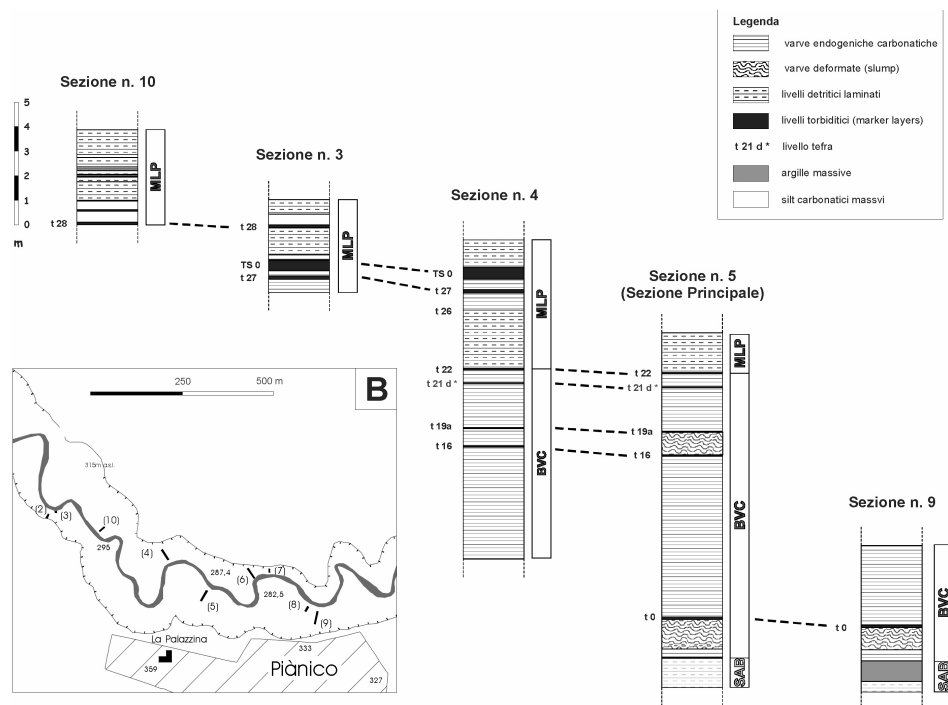 Legenda
varve endogeniche carbonatiche
varve deformate (slump)
livelli detritici laminati
livelli torbiditici (marker layers)
t 21 d * livello tefra
argille massive
silt carbonatici massvi
Sezione n. 10
5
4
3
2
1
0
m
t 28
MLP
Sezione n. 3
t 28
TS 0
t 27
MLP
Sezione n. 4
TS 0
t 27
t 26
t 22
t 21 d *
t 19a
t 16
MLP
BVC
Sezione n. 5
(Sezione Principale)
t 22
t 21 d *
t 19a
t 16
t 0
MLP
BVC
SAB
Sezione n. 9
t 0
BVC
SAB
250 500 m
B
315m a.s.l.
(2)
(3)
(10)
295
(4)
287,4
(7)
(6)
282,5
(5)
(8)
(9)
La Palazzina
333
359
Piànico
327